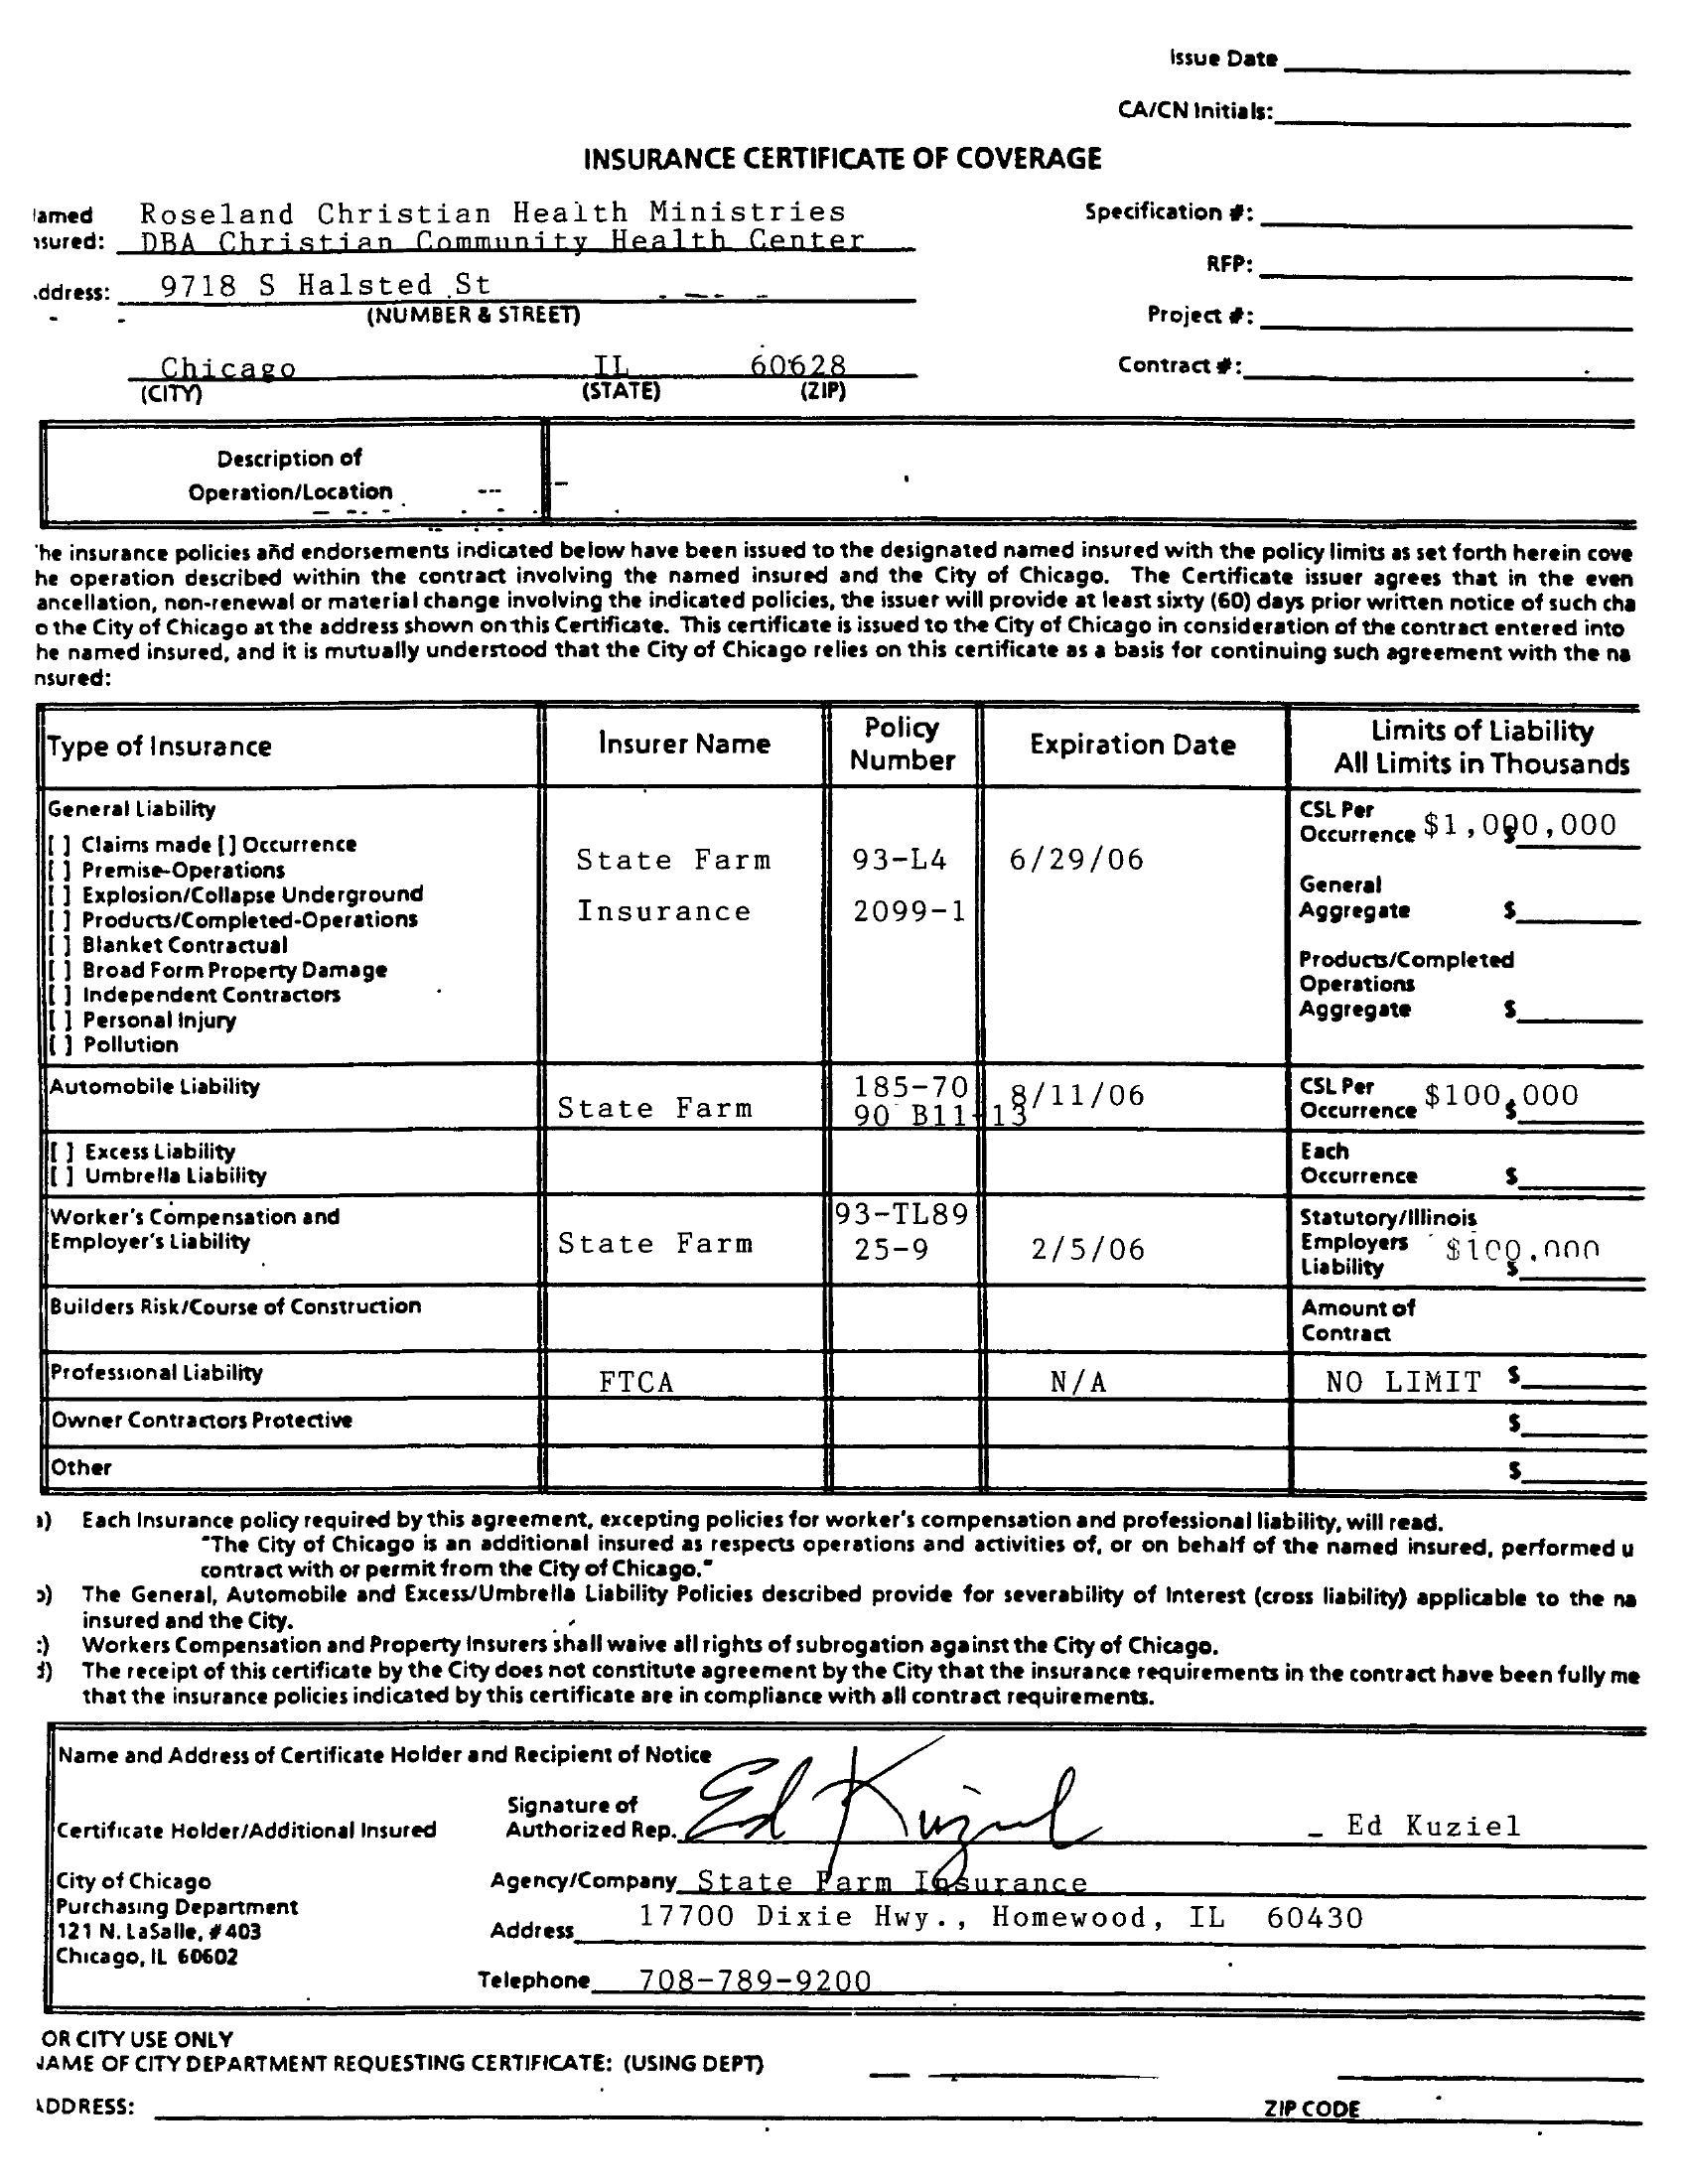 Issue Date
CA/CN Initials:
INSURANCE CERTIFICATE OF COVERAGE
amed Roseland Christian Health Ministries
sured: DBA Christian Community Health Center
Specification #:
RFP:
ddress: 9718 S Halsted St
(NUMBER & STREET)
Project #:
Chicago IL 60628
(CITY) (STATE) (ZIP)
Contract #:
Description of
Operation/Location
he insurance policies and endorsements indicated below have been issued to the designated named insured with the policy limits as set forth herein cove
he operation described within the contract involving the named insured and the City of Chicago. The Certificate issuer agrees that in the even
ancellation, non-renewal or material change involving the indicated policies, the issuer will provide at least sixty (60) days prior written notice of such cha
o the City of Chicago at the address shown on this Certificate. This certificate is issued to the City of Chicago in consideration of the contract entered into
he named insured, and it is mutually understood that the City of Chicago relies on this certificate as a basis for continuing such agreement with the na
nsured:
Type of Insurance
Insurer Name
Policy
Number
Expiration Date
Limits of Liability
All Limits in Thousands
General Liability
[ ] Claims made [ ] Occurrence
[ ] Premise-Operations
[ ] Explosion/Collapse Underground
[ ] Products/Completed-Operations
[ ] Blanket Contractual
[ ] Broad Form Property Damage
[ ] Independent Contractors
[ ] Personal Injury
[ ] Pollution
State Farm
Insurance
93-L4
2099-1
6/29/06
CSL Per
Occurrence $1,000,000
General
Aggregate $
Products/Completed
Operations
Aggregate $
Automobile Liability
State Farm
185-70
90 B11-13
8/11/06
CSL Per
Occurrence $100,000
[ ] Excess Liability
[ ] Umbrella Liability
Each
Occurrence $
Worker's Compensation and
Employer's Liability
State Farm
93-TL89
25-9
2/5/06
Statutory/Illinois
Employers $100,000
Liability $
Builders Risk/Course of Construction
Amount of
Contract
Professional Liability
FTCA
N/A
NO LIMIT $
Owner Contractors Protective
$
Other
$
a) Each Insurance policy required by this agreement, excepting policies for worker's compensation and professional liability, will read.
"The City of Chicago is an additional insured as respects operations and activities of, or on behalf of the named insured, performed u
contract with or permit from the City of Chicago."
b) The General, Automobile and Excess/Umbrella Liability Policies described provide for severability of Interest (cross liability) applicable to the na
insured and the City.
:) Workers Compensation and Property Insurers shall waive all rights of subrogation against the City of Chicago.
d) The receipt of this certificate by the City does not constitute agreement by the City that the insurance requirements in the contract have been fully me
that the insurance policies indicated by this certificate are in compliance with all contract requirements.
Name and Address of Certificate Holder and Recipient of Notice
Certificate Holder/Additional Insured
City of Chicago
Purchasing Department
121 N. LaSalle, #403
Chicago, IL 60602
Signature of
Authorized Rep. Ed Kuziel Ed Kuziel
Agency/Company State Farm Insurance
Address 17700 Dixie Hwy., Homewood, IL 60430
Telephone 708-789-9200
OR CITY USE ONLY
NAME OF CITY DEPARTMENT REQUESTING CERTIFICATE: (USING DEPT)
ADDRESS: ZIP CODE